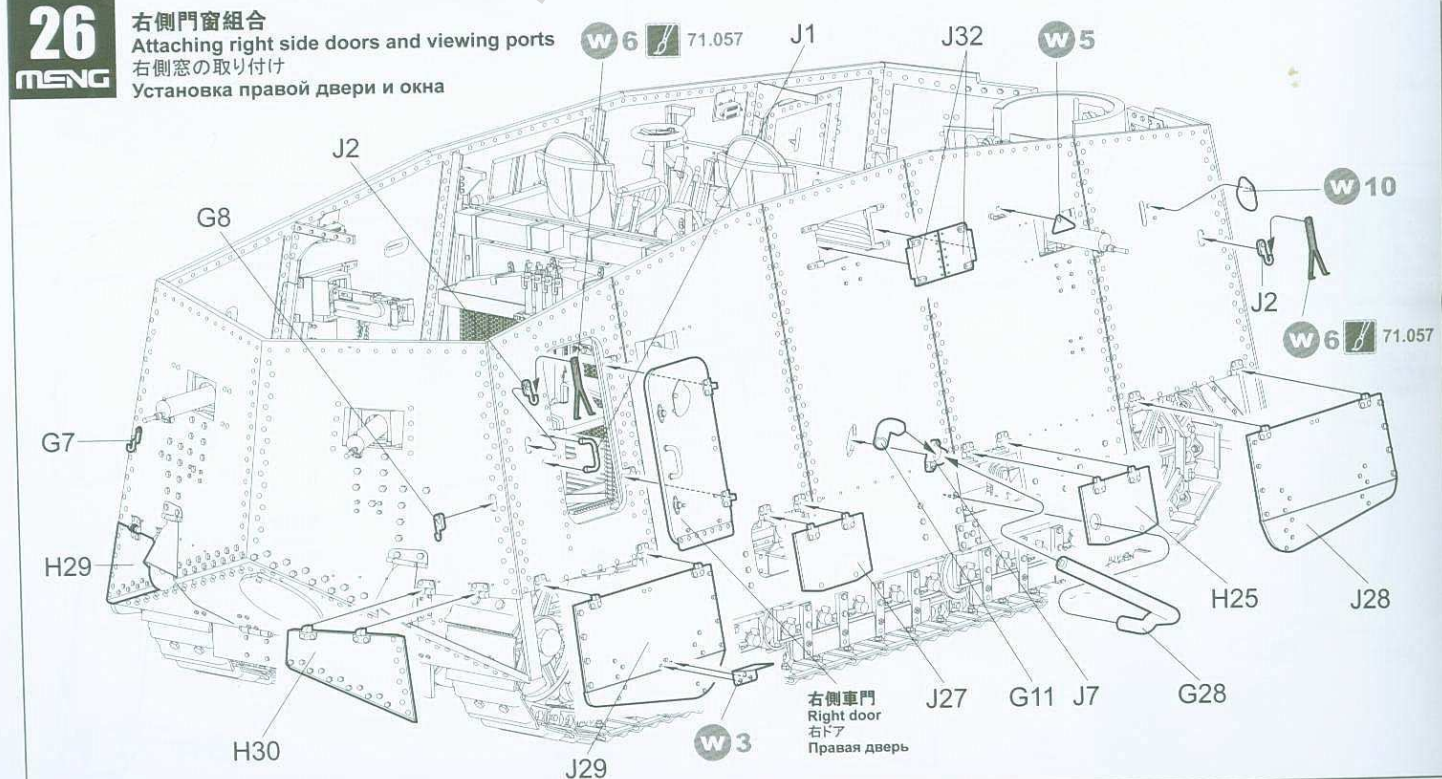 26
MENG
右側門窗組合
Attaching right side doors and viewing ports
右側窓の取り付け
Установка правой двери и окна
W 6 71.057
J1
J32
W 5
J2
G8
W 10
J2
W 6 71.057
G7
H29
H25
J28
右側車門
Right door
右ドア
Правая дверь
J27
G11
J7
G28
W 3
H30
J29